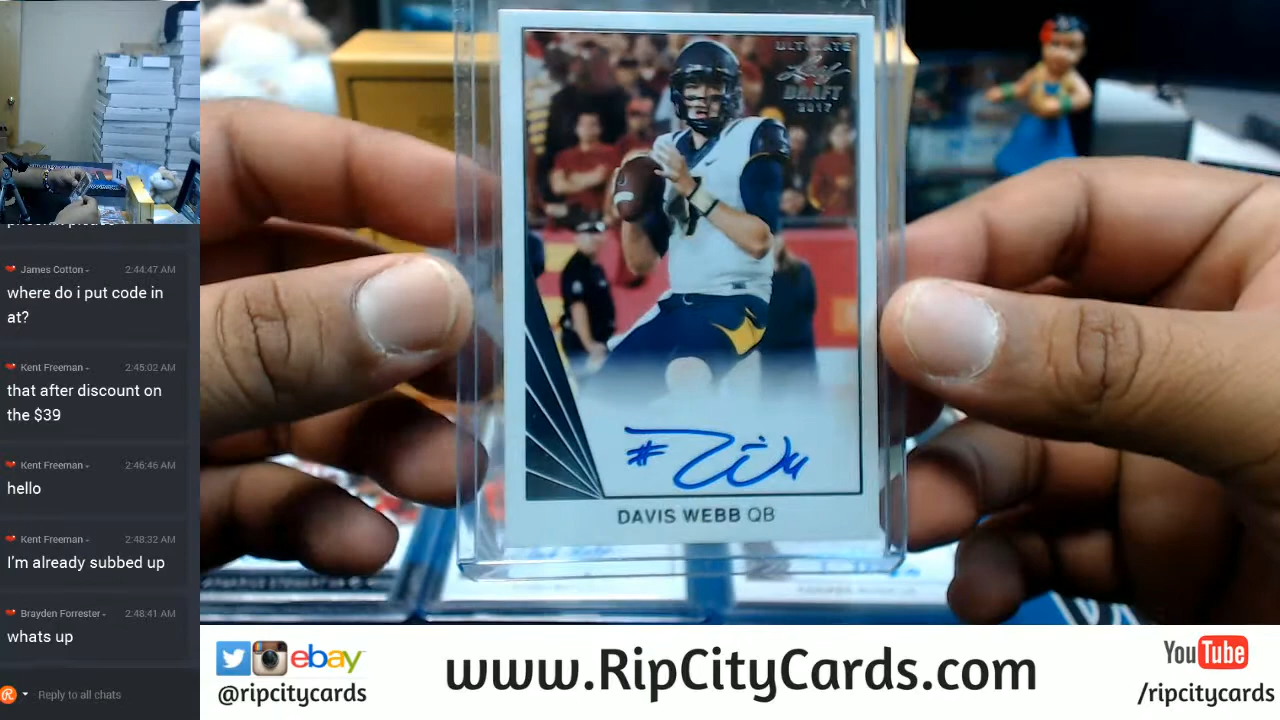 James Cotton - 2:44:47 AM
where do i put code in
at?
Kent Freeman - 2:45:02 AM
that after discount on
the $39
Kent Freeman - 2:46:46 AM
hello
Kent Freeman - 2:48:32 AM
I'm already subbed up
Brayden Forrester - 2:48:41 AM
whats up
Reply to all chats
ULTIMATE
Leaf
DRAFT
2017
DAVIS WEBB QB
ebay
@ripcitycards
www.RipCityCards.com
YouTube
/ripcitycards